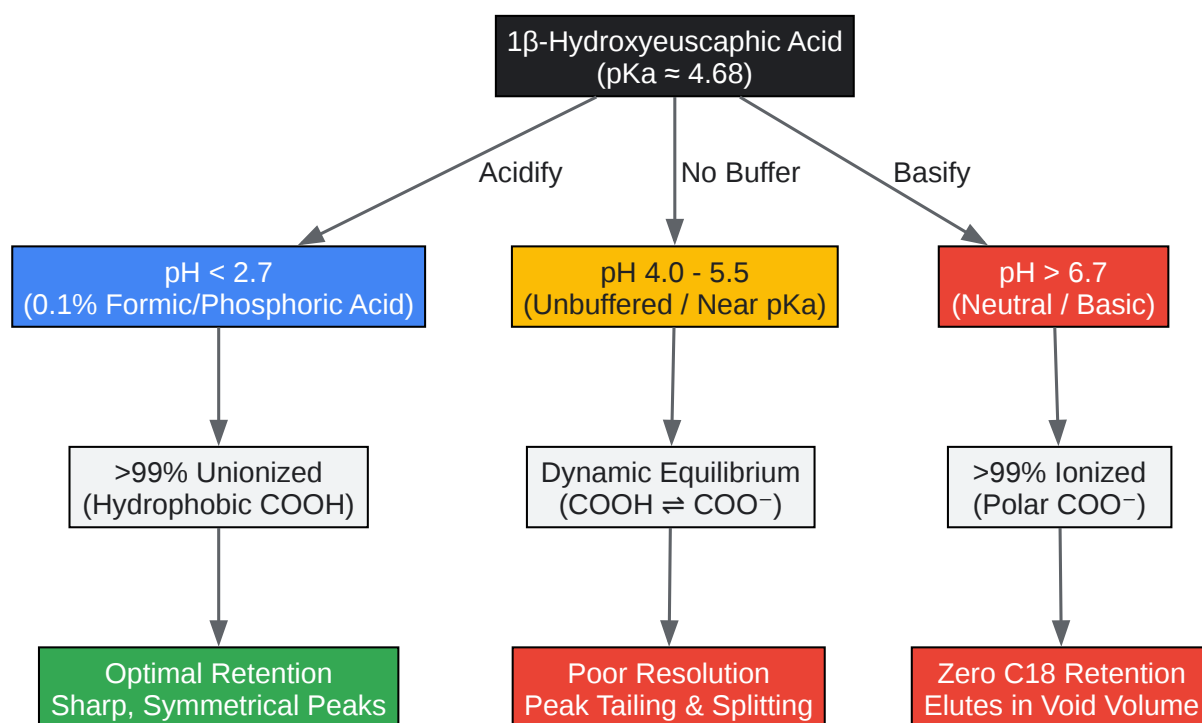 1β-Hydroxyeuscaphic Acid
(pKa ≈ 4.68)
Acidify
No Buffer
Basify
pH < 2.7
(0.1% Formic/Phosphoric Acid)
pH 4.0 - 5.5
(Unbuffered / Near pKa)
pH > 6.7
(Neutral / Basic)
>99% Unionized
(Hydrophobic COOH)
Dynamic Equilibrium
(COOH ⇌ COO⁻)
>99% Ionized
(Polar COO⁻)
Optimal Retention
Sharp, Symmetrical Peaks
Poor Resolution
Peak Tailing & Splitting
Zero C18 Retention
Elutes in Void Volume